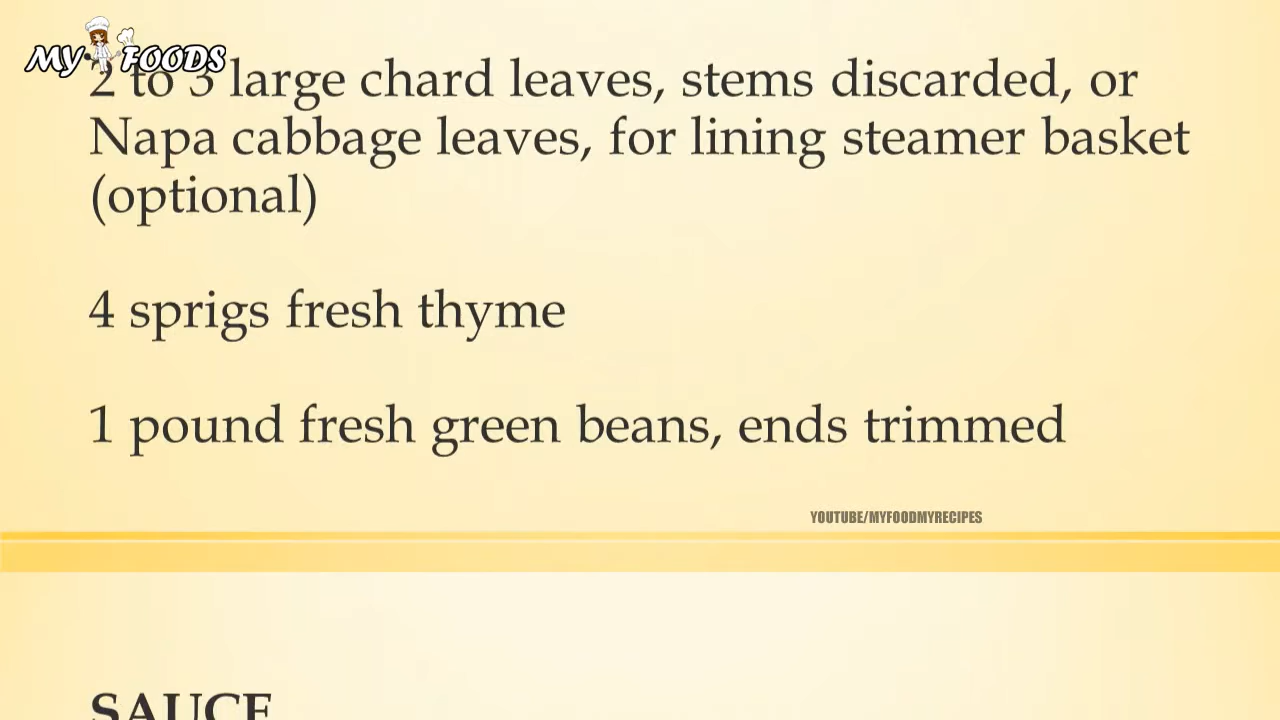 MY FOODS
2 to 3 large chard leaves, stems discarded, or
Napa cabbage leaves, for lining steamer basket
(optional)
4 sprigs fresh thyme
1 pound fresh green beans, ends trimmed
YOUTUBE/MYFOODMYRECIPES
SAUCE